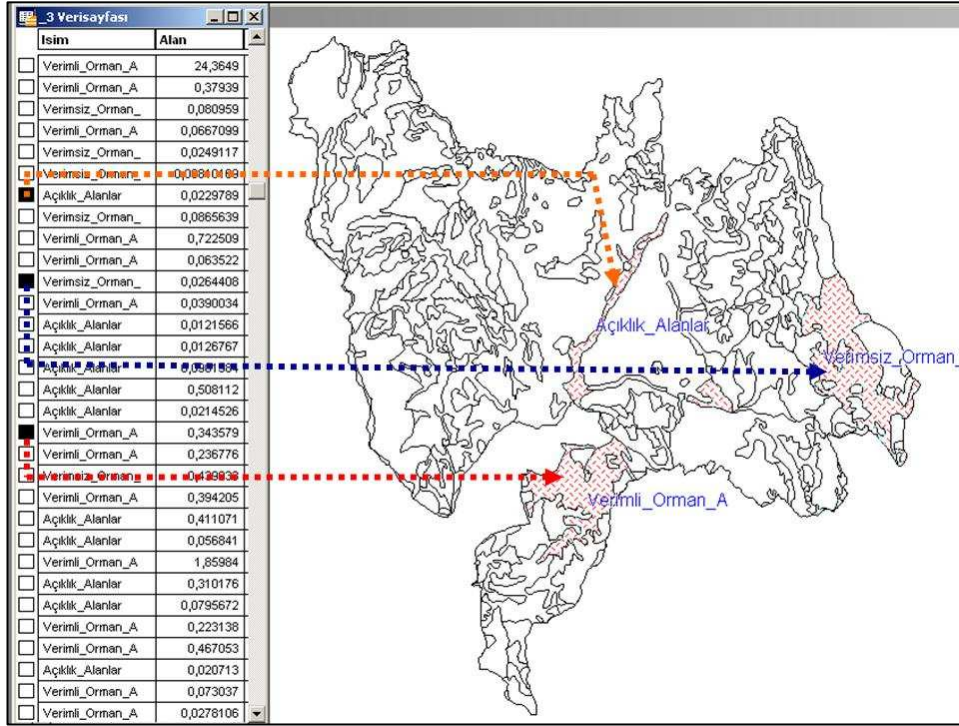 _3 Verisayfası
Isim Alan
Verimli_Orman_A 24,3649
Verimli_Orman_A 0,37939
Verimsiz_Orman_ 0,080959
Verimli_Orman_A 0,0667099
Verimsiz_Orman_ 0,0249117
Verimsiz_Orman_
Açıklık_Alanlar 0,0229789
Verimsiz_Orman_ 0,0865639
Verimli_Orman_A 0,722509
Verimli_Orman_A 0,063522
Verimsiz_Orman_ 0,0264408
Verimli_Orman_A 0,0390034
Açıklık_Alanlar 0,0121566
Açıklık_Alanlar 0,0126767
Açıklık_Alanlar
Açıklık_Alanlar 0,508112
Açıklık_Alanlar 0,0214526
Verimli_Orman_A 0,343579
Verimli_Orman_A 0,236776
Verimsiz_Orman_
Verimli_Orman_A 0,394205
Açıklık_Alanlar 0,411071
Açıklık_Alanlar 0,056841
Verimli_Orman_A 1,85984
Açıklık_Alanlar 0,310176
Açıklık_Alanlar 0,0795672
Verimli_Orman_A 0,223138
Verimli_Orman_A 0,467053
Açıklık_Alanlar 0,020713
Verimli_Orman_A 0,073037
Verimli_Orman_A 0,0278106
Açıklık_Alanlar
Verimsiz_Orman_
Verimli_Orman_A